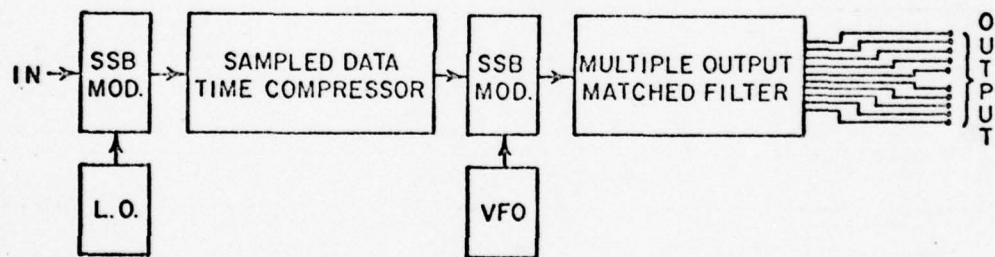 IN
SSB
MOD.
SAMPLED DATA
TIME COMPRESSOR
SSB
MOD.
MULTIPLE OUTPUT
MATCHED FILTER
OUTPUT
L.O.
VFO